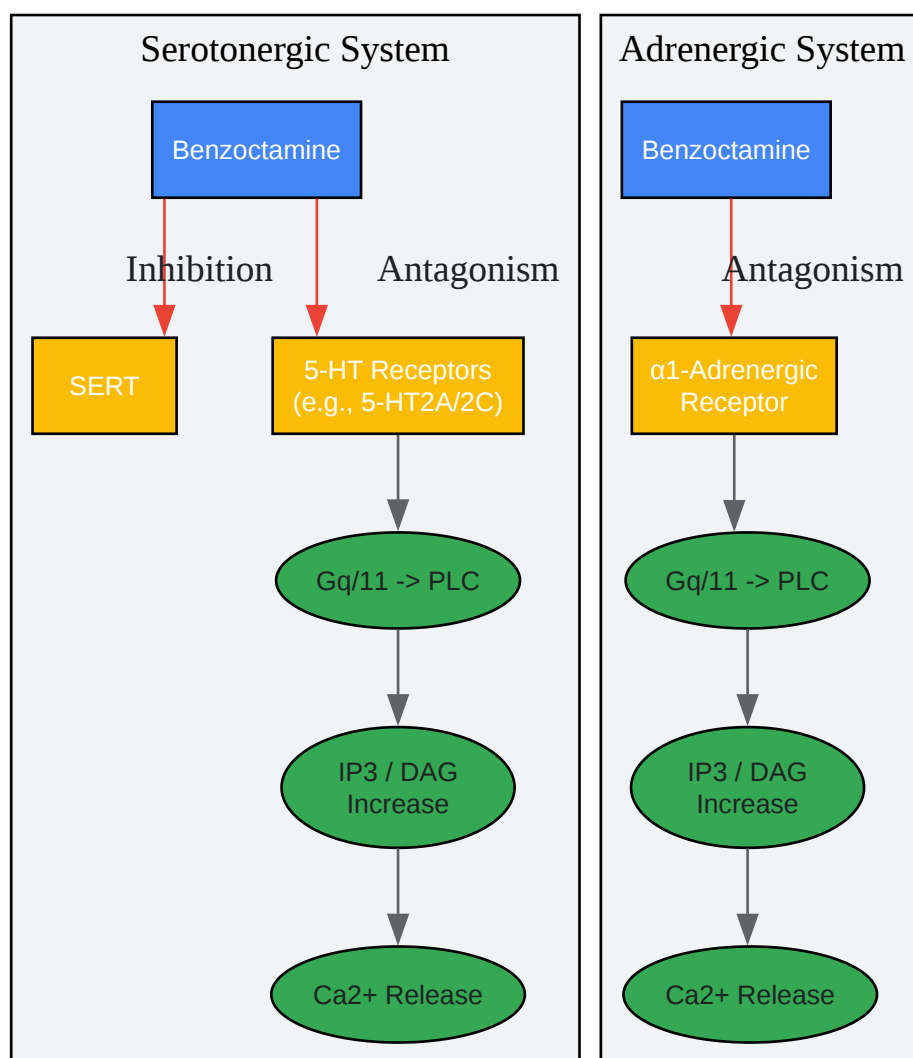 Serotonergic System
Benzoctamine
Inhibition
Antagonism
SERT
5-HT Receptors
(e.g., 5-HT2A/2C)
Gq/11 -> PLC
IP3 / DAG
Increase
Ca2+ Release
Adrenergic System
Benzoctamine
Antagonism
α1-Adrenergic
Receptor
Gq/11 -> PLC
IP3 / DAG
Increase
Ca2+ Release